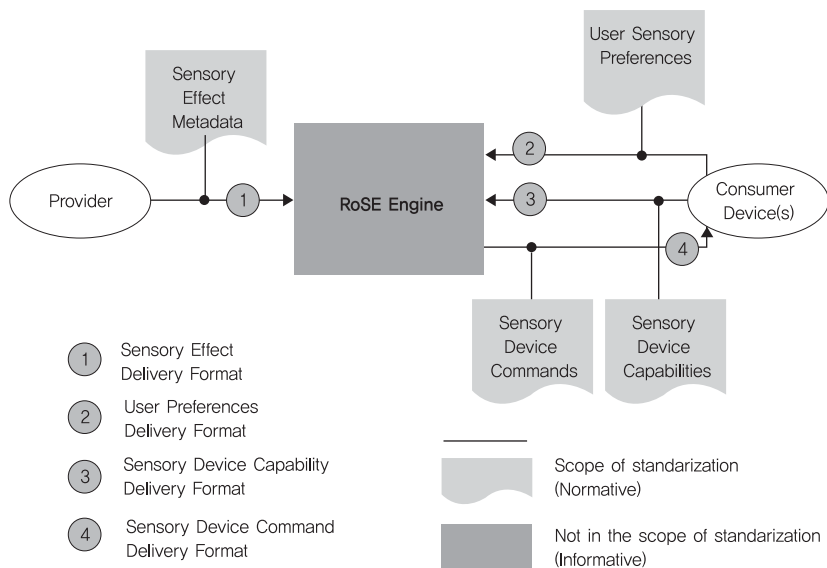 Sensory
Effect
Metadata
User Sensory
Preferences
Provider
1
RoSE Engine
2
3
4
Consumer
Device(s)
Sensory
Device
Commands
Sensory
Device
Capabilities
1
Sensory Effect
Delivery Format
2
User Preferences
Delivery Format
3
Sensory Device Capability
Delivery Format
4
Sensory Device Command
Delivery Format
Scope of standarization
(Normative)
Not in the scope of standarization
(Informative)